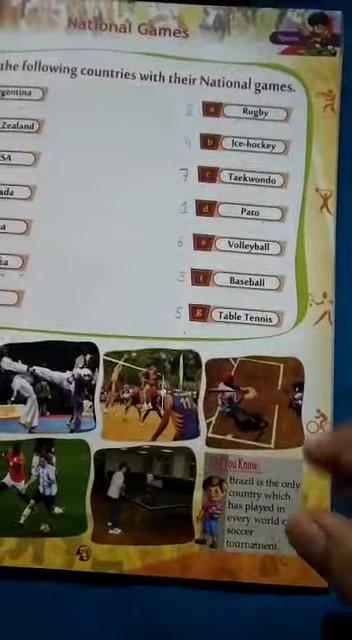 National Games
Sports
the following countries with their National games.
gentina
2 a Rugby
Zealand
4 b Ice-hockey
SA
7 c Taekwondo
ada
1 d Pato
a
6 e Volleyball
ia
3 f Baseball
5 g Table Tennis
Did You Know
Brazil is the only
country which
has played in
every world c
soccer
tournament.